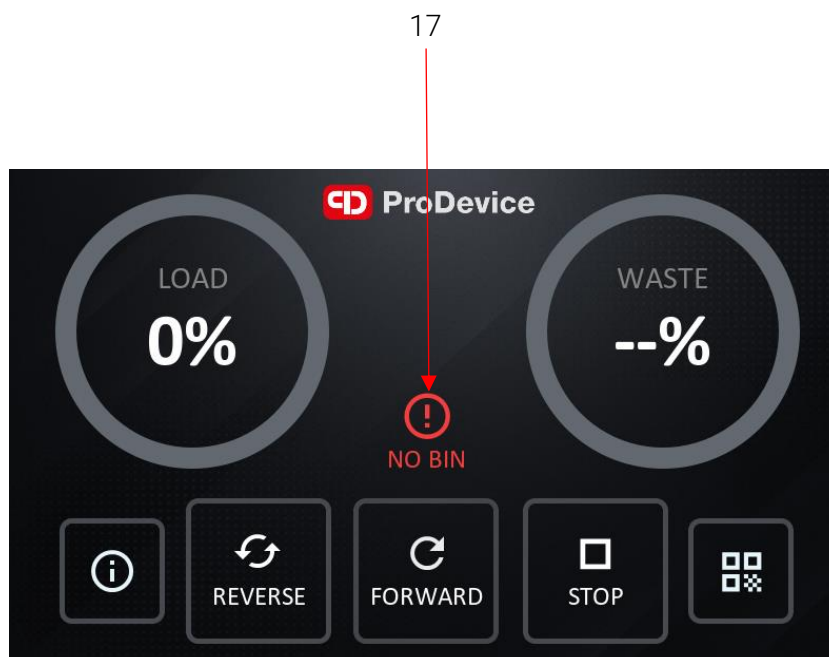 17
ProDevice
LOAD
0%
WASTE
--%
NO BIN
REVERSE
FORWARD
STOP